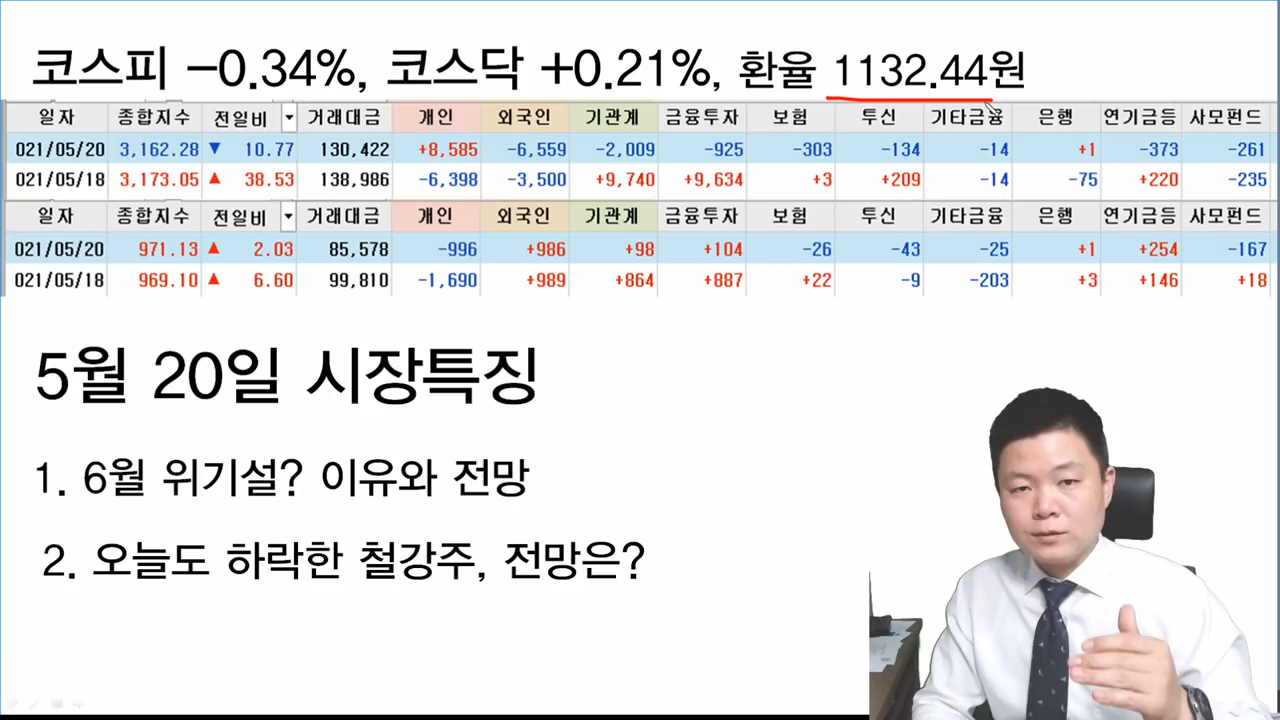 코스피 -0.34%, 코스닥 +0.21%, 환율 1132.44원
일자 종합지수 전일비 거래대금 개인 외국인 기관계 금융투자 보험 투신 기타금융 은행 연기금등 사모펀드
021/05/20 3,162.28 ▼ 10.77 130,422 +8,585 -6,559 -2,009 -925 -303 -134 -14 +1 -373 -261
021/05/18 3,173.05 ▲ 38.53 138,986 -6,398 -3,500 +9,740 +9,634 +3 +209 -14 -75 +220 -235
일자 종합지수 전일비 거래대금 개인 외국인 기관계 금융투자 보험 투신 기타금융 은행 연기금등 사모펀드
021/05/20 971.13 ▲ 2.03 85,578 -996 +986 +98 +104 -26 -43 -25 +1 +254 -167
021/05/18 969.10 ▲ 6.60 99,810 -1,690 +989 +864 +887 +22 -9 -203 +3 +146 +18
5월 20일 시장특징
1. 6월 위기설? 이유와 전망
2. 오늘도 하락한 철강주, 전망은?